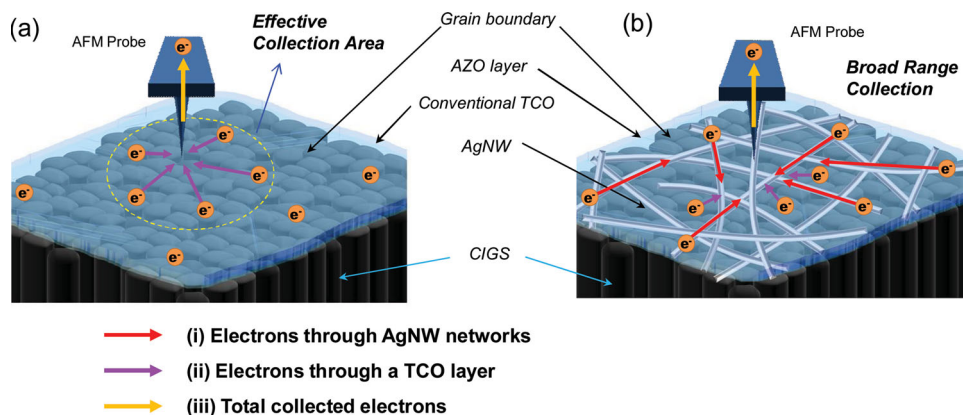 (a)
AFM Probe
e-
Effective
Collection Area
e-
e-
e-
e-
e-
e-
e-
e-
e-
Grain boundary
AZO layer
Conventional TCO
AgNW
CIGS
(b)
AFM Probe
e-
Broad Range
Collection
e-
e-
e-
e-
e-
e-
e-
e-
(i) Electrons through AgNW networks
(ii) Electrons through a TCO layer
(iii) Total collected electrons